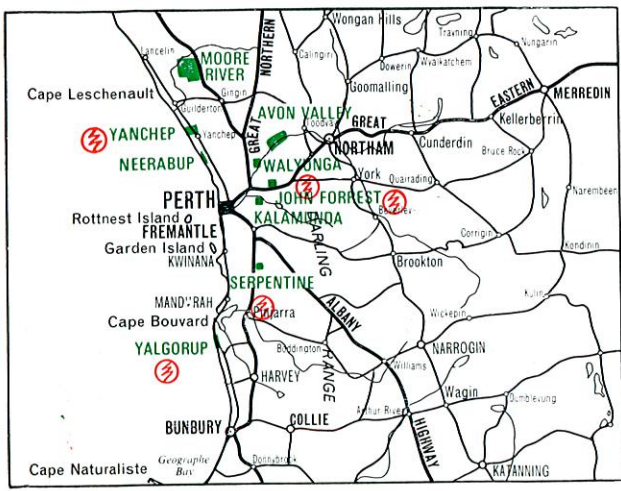 Wongan Hills
Travning
Nungarin
Lancelin
Calingiri
Dowerin
Wyalkatchem
MOORE
RIVER
NORTHERN
Goomalling
EASTERN
MERREDIN
Cape Leschenault
Gingin
Guilderton
AVON VALLEY
GREAT
Kellerberrin
YANCHEP
Yanchep
GREAT
NORTHAM
Cunderdin
Bruce Rock
NEERABUP
WALYUNGA
York
Quairading
Narembeen
PERTH
JOHN FORREST
Rottnest Island
KALAMUNDA
FREMANTLE
DARLING
Corrigin
Garden Island
Kondinin
KWINANA
Brookton
SERPENTINE
Kulin
MANDURAH
ALBANY
Wickepin
Cape Bouvard
Pinjarra
YALGORUP
Boddington
RANGE
NARROGIN
Williams
HARVEY
Wagin
Dumbleyung
Arthur River
BUNBURY
COLLIE
HIGHWAY
Cape Naturaliste
Geographe
Bay
Donnybrook
KATANNING